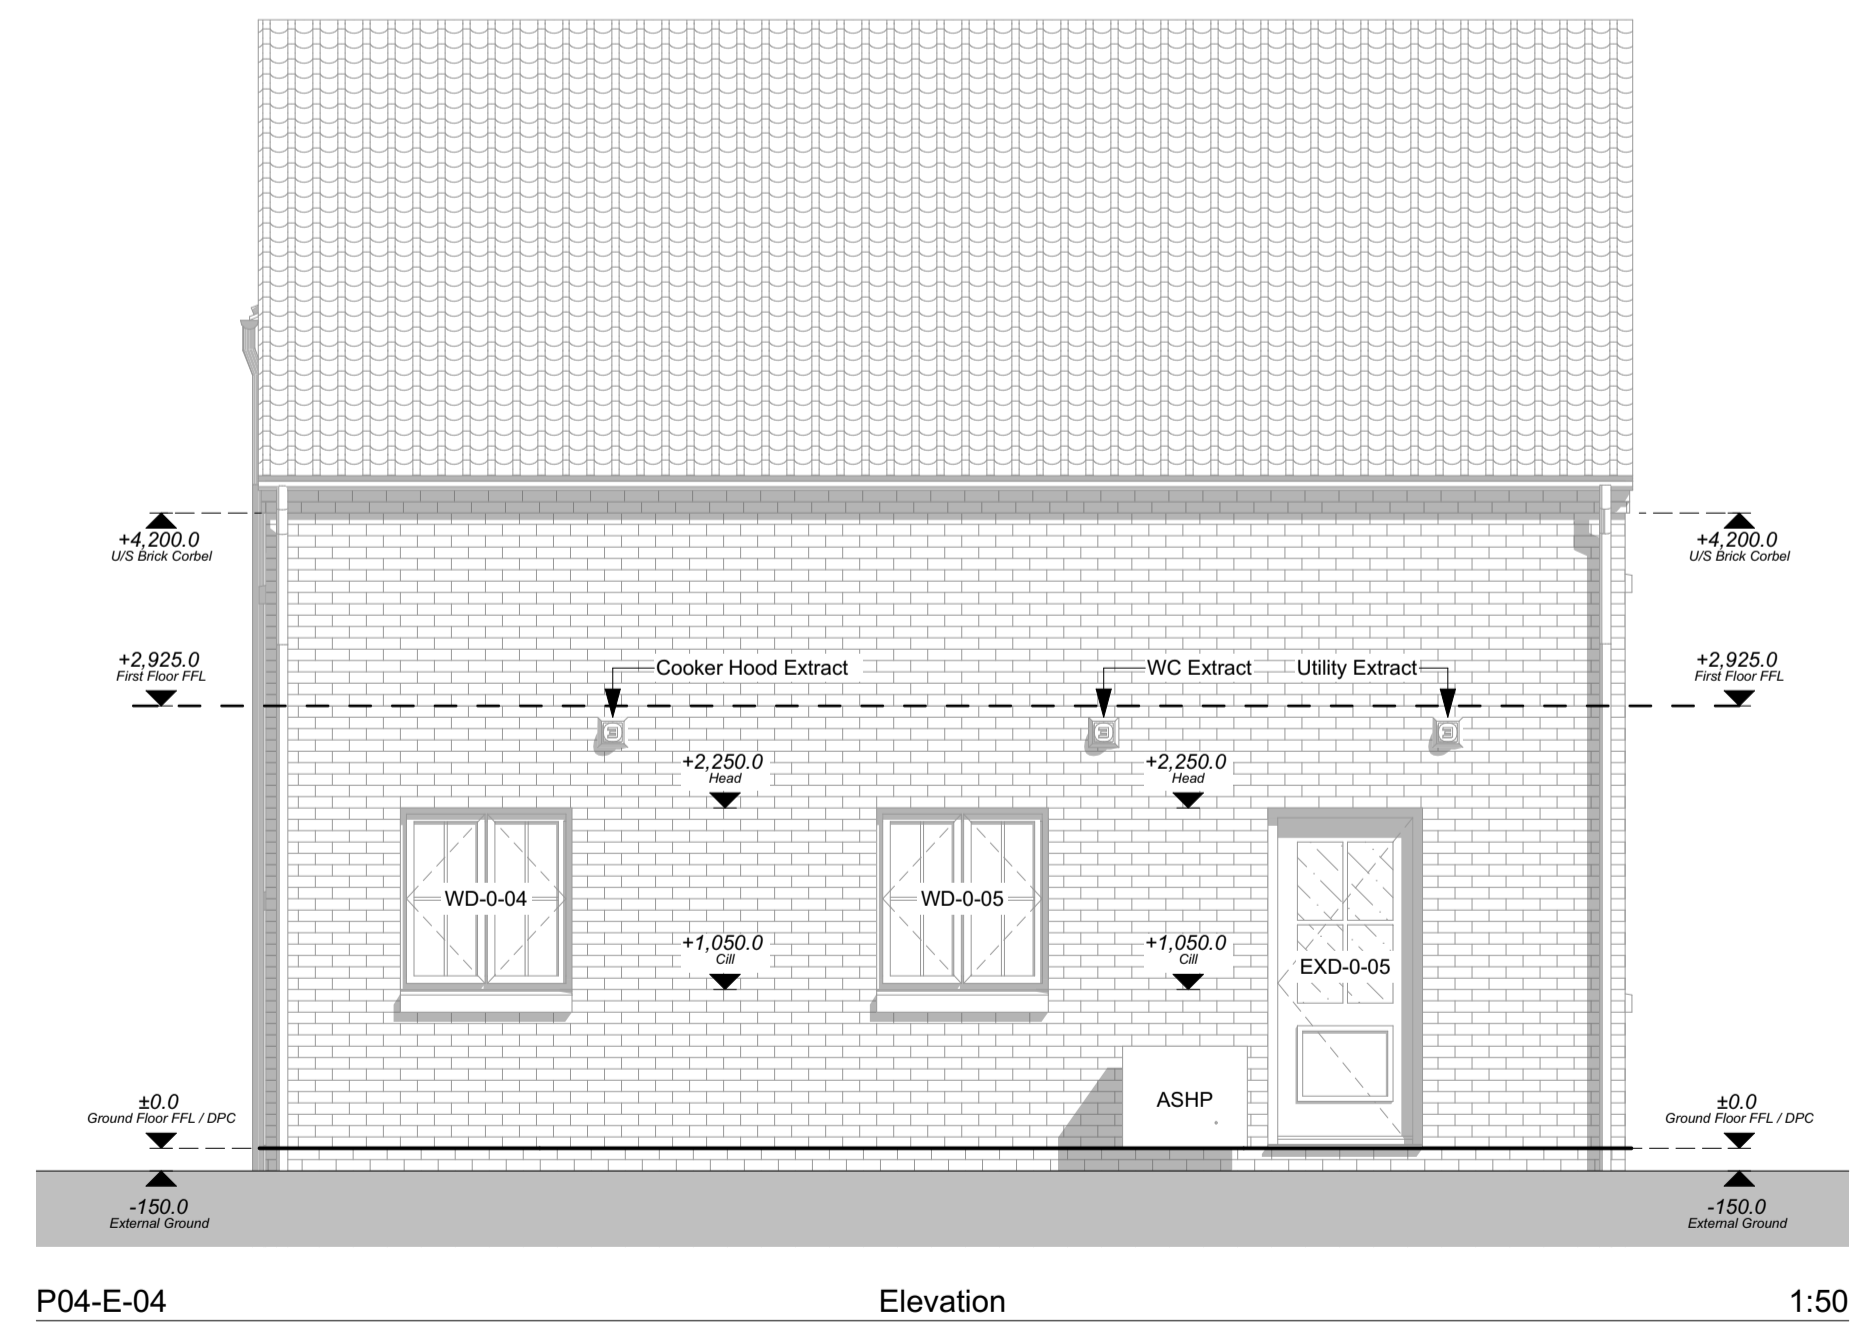 +4,200.0
U/S Brick Corbel
+4,200.0
U/S Brick Corbel
+2,925.0
First Floor FFL
Cooker Hood Extract
WC Extract
Utility Extract
+2,925.0
First Floor FFL
+2,250.0
Head
+2,250.0
Head
WD-0-04
WD-0-05
+1,050.0
Cill
+1,050.0
Cill
EXD-0-05
ASHP
±0.0
Ground Floor FFL / DPC
±0.0
Ground Floor FFL / DPC
-150.0
External Ground
-150.0
External Ground
P04-E-04
Elevation
1:50